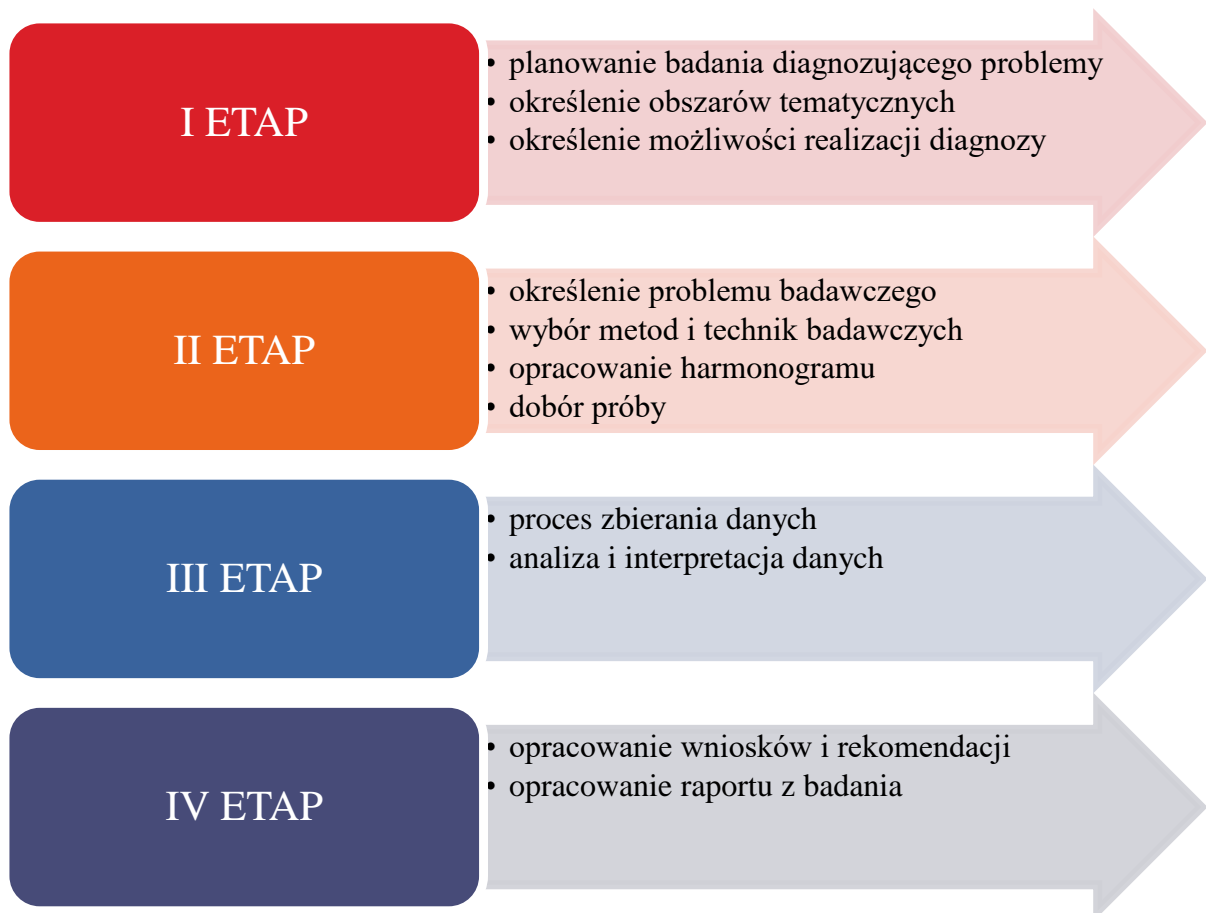 I ETAP
• planowanie badania diagnozującego problemy
• określenie obszarów tematycznych
• określenie możliwości realizacji diagnozy
II ETAP
• określenie problemu badawczego
• wybór metod i technik badawczych
• opracowanie harmonogramu
• dobór próby
III ETAP
• proces zbierania danych
• analiza i interpretacja danych
IV ETAP
• opracowanie wniosków i rekomendacji
• opracowanie raportu z badania